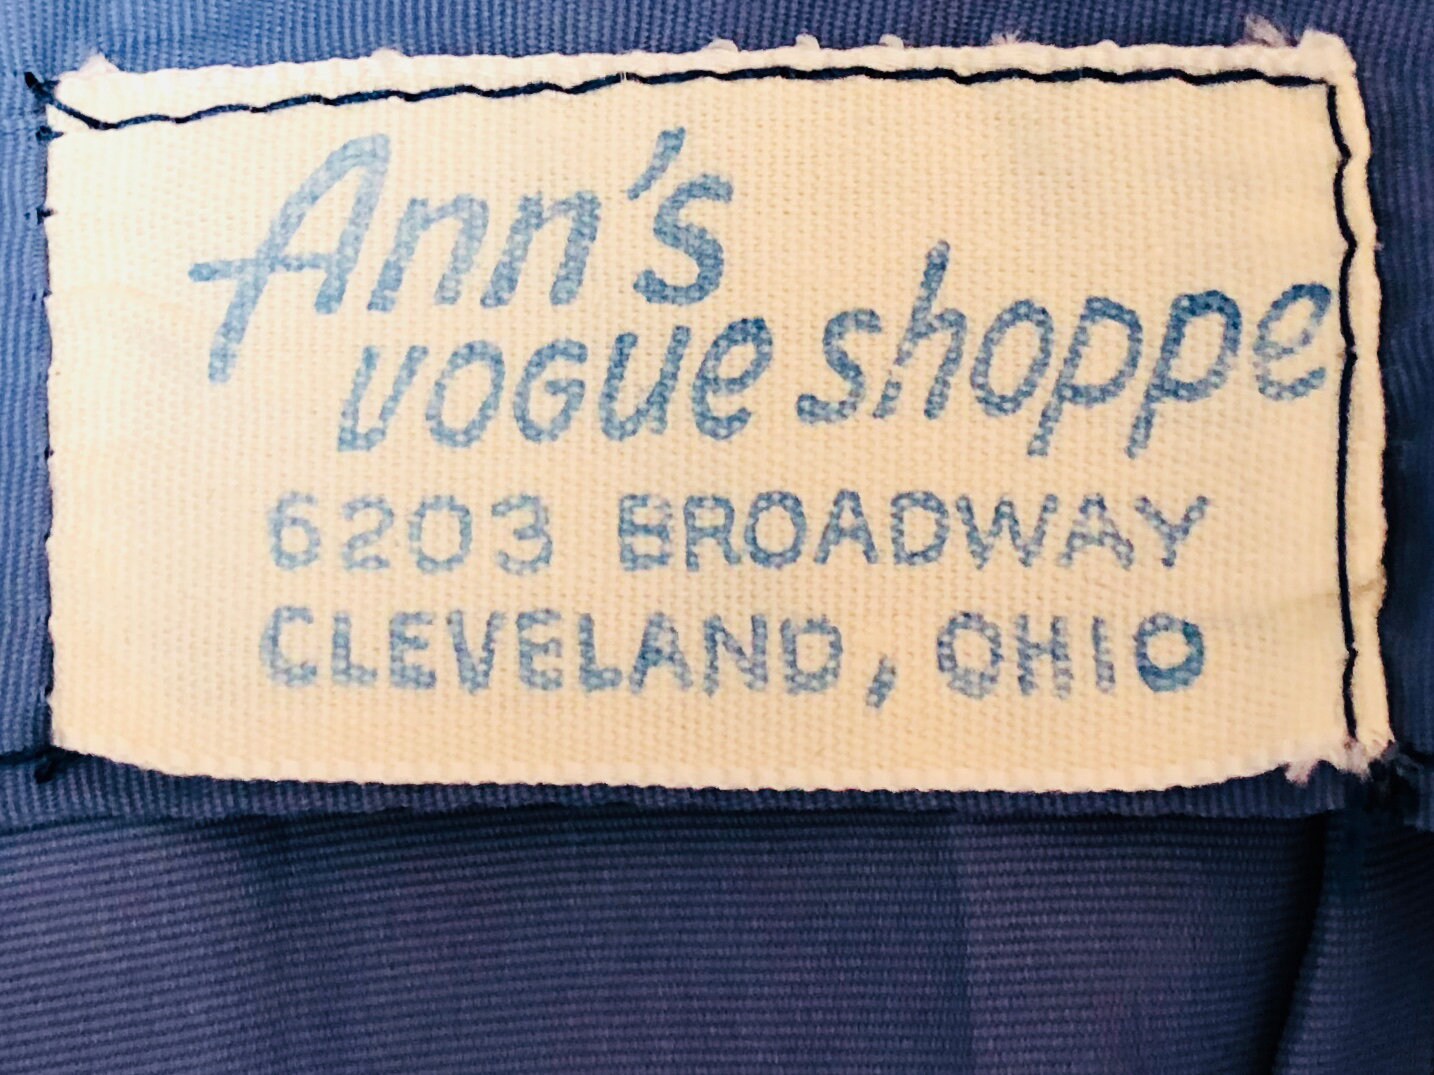 Ann's
VOGue shoppe
6203 BROADWAY
CLEVELAND, OHIO